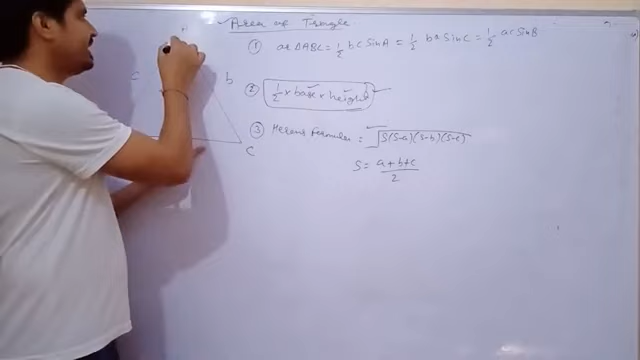 Area of Triangle
① ar ΔABC = 1/2 bc SinA = 1/2 ba SinC = 1/2 ac SinB
c
b
② 1/2 × base × height
③ Herons Formula = √S(S-a)(S-b)(S-c)
C
S = a+b+c/2